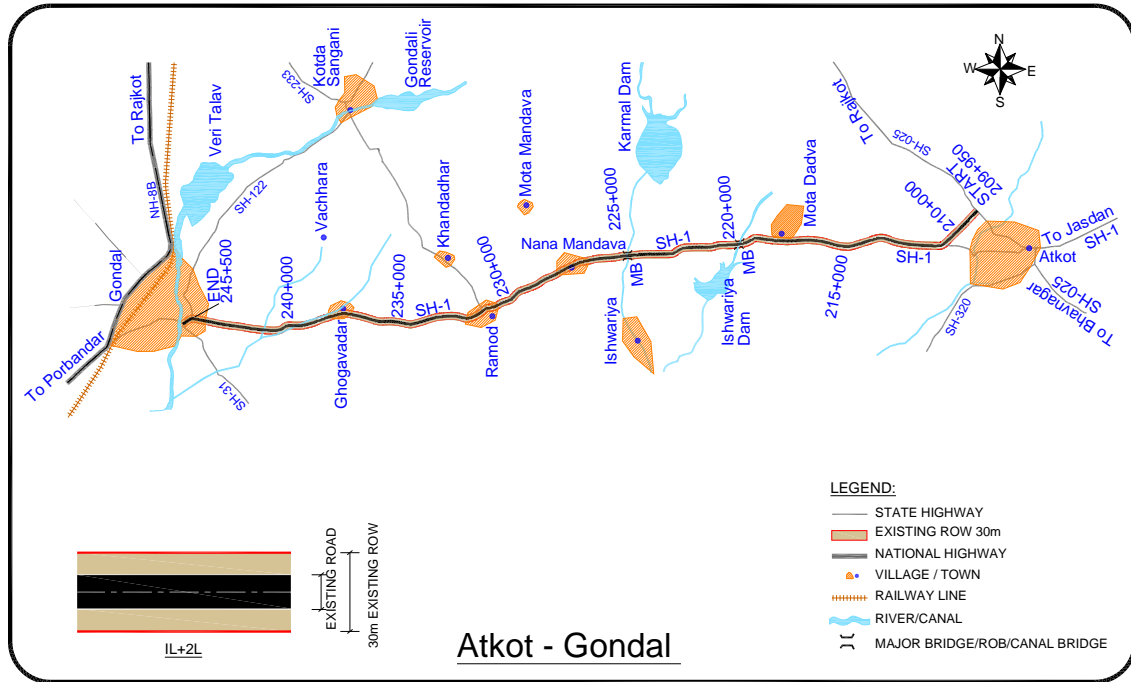 N
W E
S
To Rajkot
NH-8B
Veri Talav
SH-233
Kotda
Sangani
Gondali
Reservoir
SH-122
Vachhara
Khandadhar
Mota Mandava
Nana Mandava
225+000
Karmal Dam
SH-1
220+000
Mota Dadva
To Rajkot
SH-025
START
209+950
210+000
To Jasdan
SH-1
Atkot
SH-025
To Bhavnagar
SH-320
SH-1
215+000
MB
MB
Ishwariya
Dam
Ishwariya
230+000
Ramod
SH-1
235+000
Ghogavadar
240+000
END
245+500
Gondal
To Porbandar
SH-31
LEGEND:
STATE HIGHWAY
EXISTING ROW 30m
NATIONAL HIGHWAY
VILLAGE / TOWN
RAILWAY LINE
RIVER/CANAL
MAJOR BRIDGE/ROB/CANAL BRIDGE
EXISTING ROAD
30m EXISTING ROW
IL+2L
Atkot - Gondal